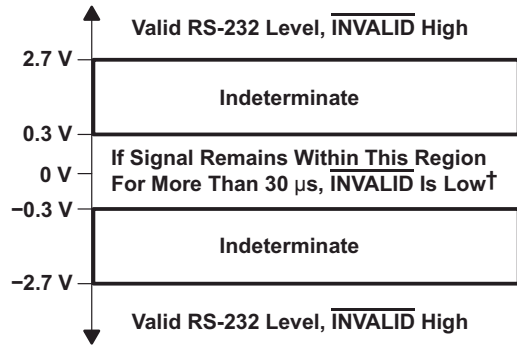 Valid RS-232 Level, INVALID High
2.7 V
Indeterminate
0.3 V
If Signal Remains Within This Region
0 V
For More Than 30 µs, INVALID Is Low†
−0.3 V
Indeterminate
−2.7 V
Valid RS-232 Level, INVALID High